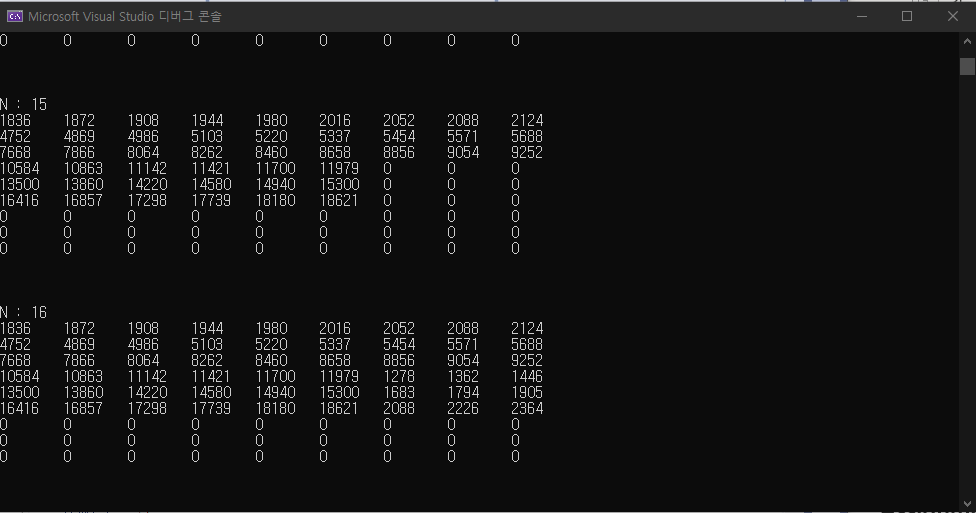 Microsoft Visual Studio 디버그 콘솔
0 0 0 0 0 0 0 0 0
N : 15
1836 1872 1908 1944 1980 2016 2052 2088 2124
4752 4869 4986 5103 5220 5337 5454 5571 5688
7668 7866 8064 8262 8460 8658 8856 9054 9252
10584 10863 11142 11421 11700 11979 0 0 0
13500 13860 14220 14580 14940 15300 0 0 0
16416 16857 17298 17739 18180 18621 0 0 0
0 0 0 0 0 0 0 0 0
0 0 0 0 0 0 0 0 0
0 0 0 0 0 0 0 0 0
N : 16
1836 1872 1908 1944 1980 2016 2052 2088 2124
4752 4869 4986 5103 5220 5337 5454 5571 5688
7668 7866 8064 8262 8460 8658 8856 9054 9252
10584 10863 11142 11421 11700 11979 1278 1362 1446
13500 13860 14220 14580 14940 15300 1683 1794 1905
16416 16857 17298 17739 18180 18621 2088 2226 2364
0 0 0 0 0 0 0 0 0
0 0 0 0 0 0 0 0 0
0 0 0 0 0 0 0 0 0